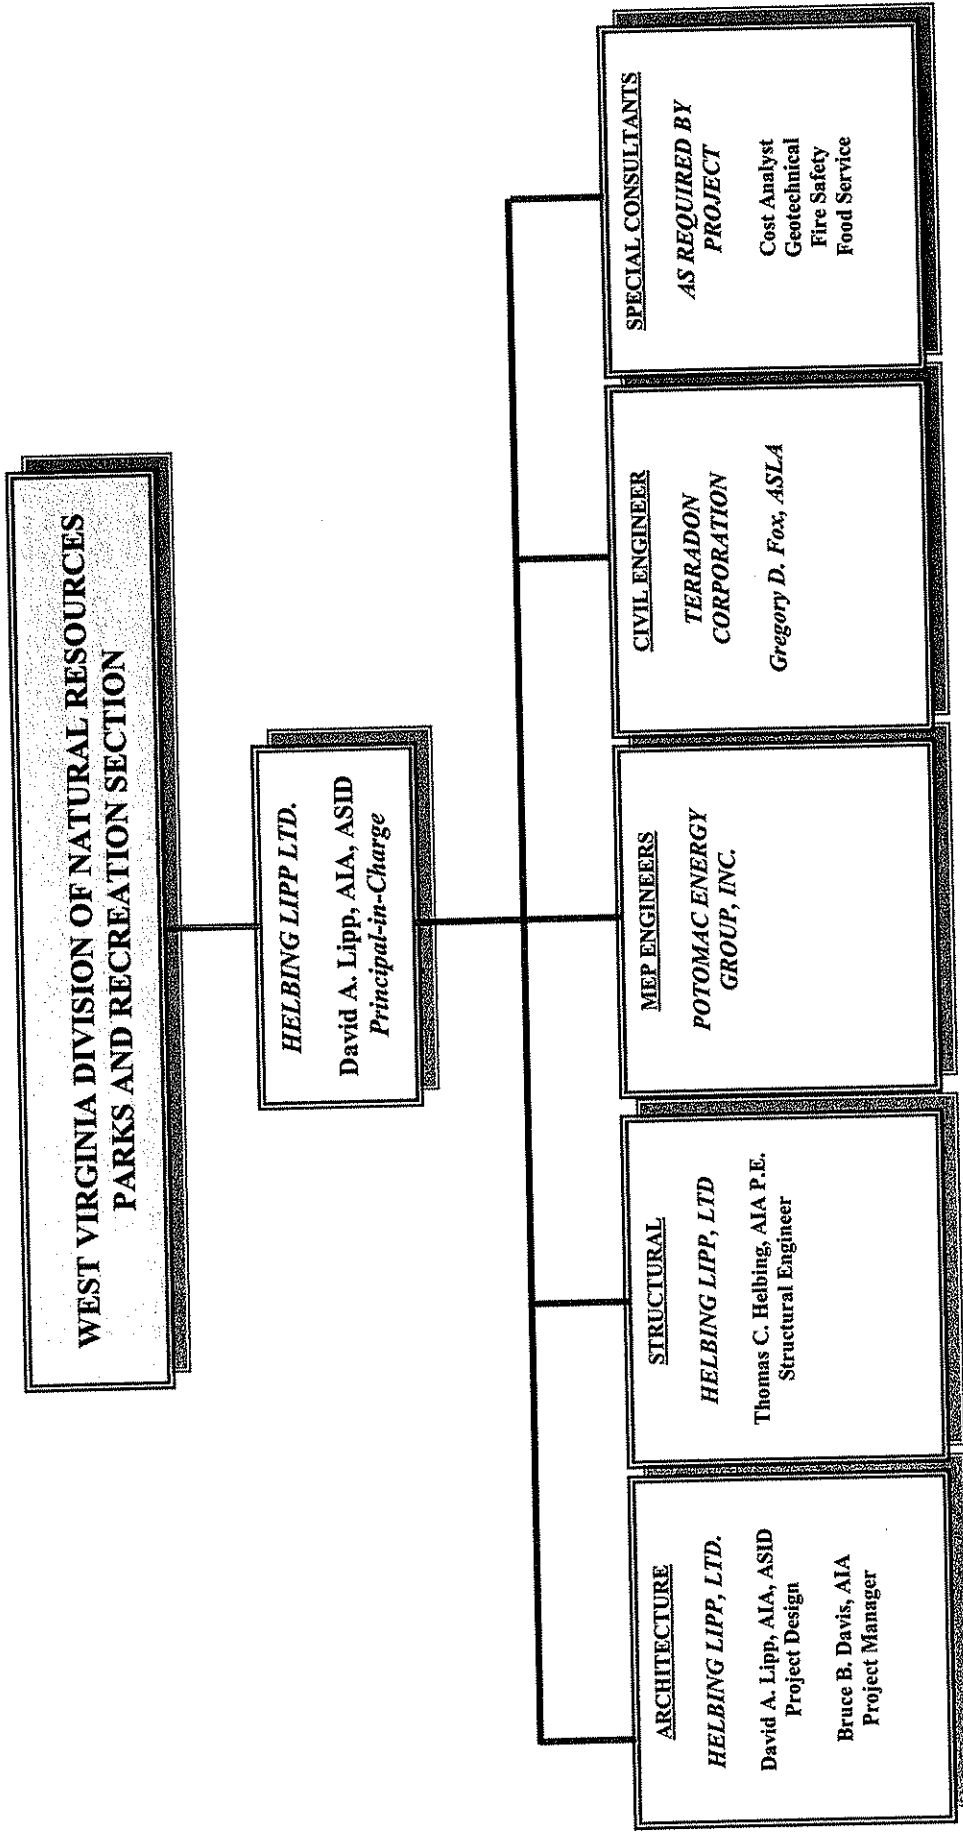 WEST VIRGINIA DIVISION OF NATURAL RESOURCES
PARKS AND RECREATION SECTION
HELBING LIPP LTD.
David A. Lipp, AIA, ASID
Principal-in-Charge
ARCHITECTURE
HELBING LIPP, LTD.
David A. Lipp, AIA, ASID
Project Design
Bruce B. Davis, AIA
Project Manager
STRUCTURAL
HELBING LIPP, LTD
Thomas C. Helbing, AIA P.E.
Structural Engineer
MEP ENGINEERS
POTOMAC ENERGY
GROUP, INC.
CIVIL ENGINEER
TERRADON
CORPORATION
Gregory D. Fox, ASLA
SPECIAL CONSULTANTS
AS REQUIRED BY
PROJECT
Cost Analyst
Geotechnical
Fire Safety
Food Service